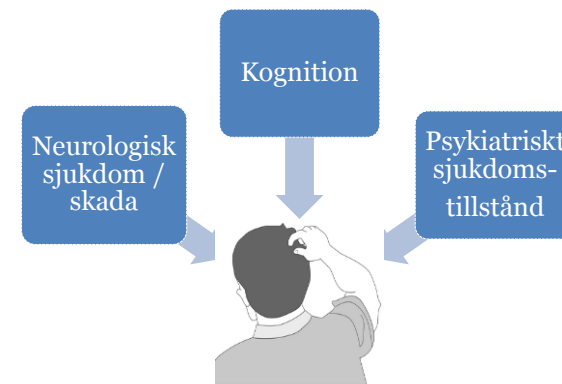 Kognition
Neurologisk
sjukdom /
skada
Psykiatriskt
sjukdoms-
tillstånd